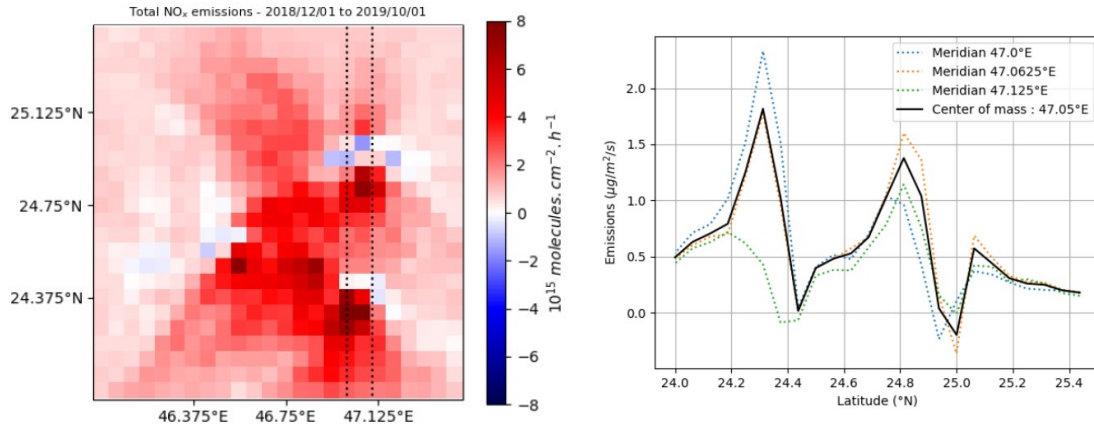 Total NOₓ emissions - 2018/12/01 to 2019/10/01
25.125°N
24.75°N
24.375°N
46.375°E 46.75°E 47.125°E
8
6
4
2
0
−2
−4
−6
−8
10¹⁵ molecules.cm⁻².h⁻¹
Meridian 47.0°E
Meridian 47.0625°E
Meridian 47.125°E
Center of mass : 47.05°E
Emissions (μg/m²/s)
2.0
1.5
1.0
0.5
0.0
24.0 24.2 24.4 24.6 24.8 25.0 25.2 25.4
Latitude (°N)